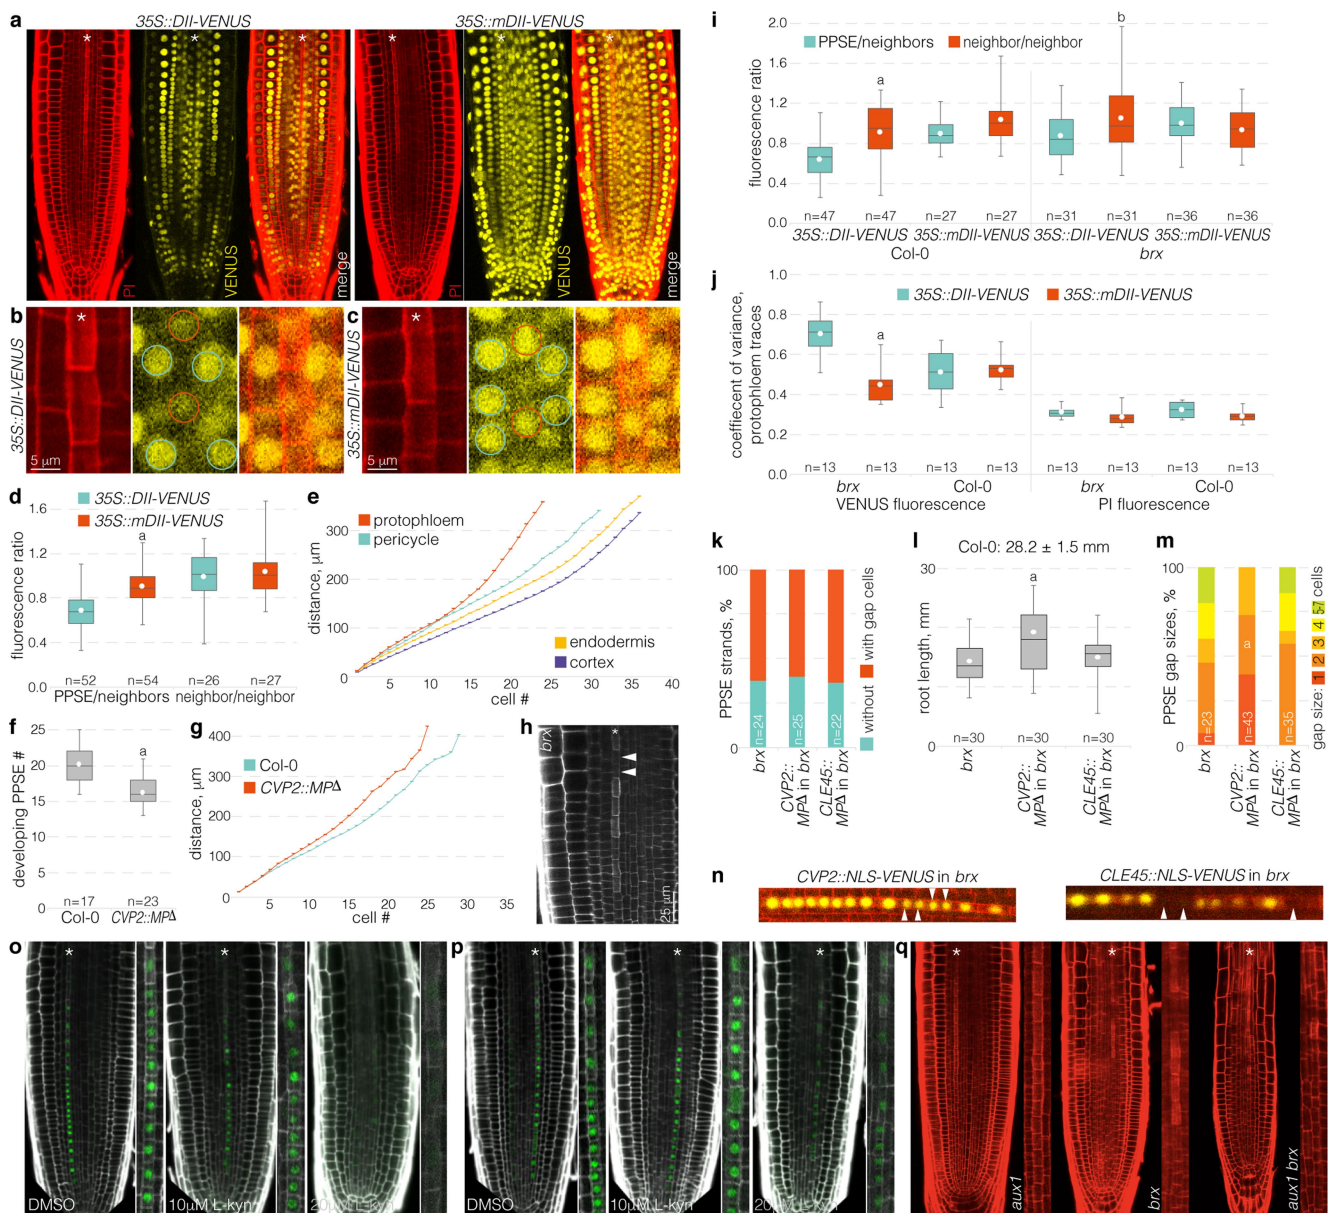 a
35S::DII-VENUS
35S::mDII-VENUS
*
*
*
*
*
*
PI
VENUS
merge
PI
VENUS
merge
b
35S::DII-VENUS
*
5 µm
c
35S::mDII-VENUS
*
5 µm
d
35S::DII-VENUS
35S::mDII-VENUS
fluorescence ratio
1.6
1.2
0.8
0.4
0.0
a
n=52
n=54
n=26
n=27
PPSE/neighbors
neighbor/neighbor
e
protophloem
pericycle
endodermis
cortex
distance, µm
300
200
100
0
5
10
15
20
25
30
35
40
cell #
f
developing PPSE #
25
20
15
10
5
0
a
n=17
n=23
Col-0
CVP2::MPΔ
g
Col-0
CVP2::MPΔ
distance, µm
400
300
200
100
0
0
5
10
15
20
25
30
35
cell #
h
brx
*
25 µm
i
PPSE/neighbors
neighbor/neighbor
fluorescence ratio
2.0
1.6
1.2
0.8
0.4
0.0
a
b
n=47
n=47
n=27
n=27
n=31
n=31
n=36
n=36
35S::DII-VENUS
35S::mDII-VENUS
35S::DII-VENUS
35S::mDII-VENUS
Col-0
brx
j
35S::DII-VENUS
35S::mDII-VENUS
coeffiecent of variance,
protophloem traces
1.0
0.8
0.6
0.4
0.2
0.0
a
n=13
n=13
n=13
n=13
n=13
n=13
n=13
n=13
brx
Col-0
brx
Col-0
VENUS fluorescence
PI fluorescence
k
PPSE strands, %
100
50
0
n=24
n=25
n=22
brx
CVP2::
MPΔ in brx
CLE45::
MPΔ in brx
without
with gap cells
l
Col-0: 28.2 ± 1.5 mm
root length, mm
30
15
0
a
n=30
n=30
n=30
brx
CVP2::
MPΔ in brx
CLE45::
MPΔ in brx
m
PPSE gap sizes, %
100
50
0
a
n=23
n=43
n=35
brx
CVP2::
MPΔ in brx
CLE45::
MPΔ in brx
gap size: 1 2 3 4 5-7 cells
n
CVP2::NLS-VENUS in brx
CLE45::NLS-VENUS in brx
o
*
*
*
DMSO
10µM L-kyn
20µM L-kyn
p
*
*
*
DMSO
10µM L-kyn
20µM L-kyn
q
*
*
*
aux1
brx
aux1 brx